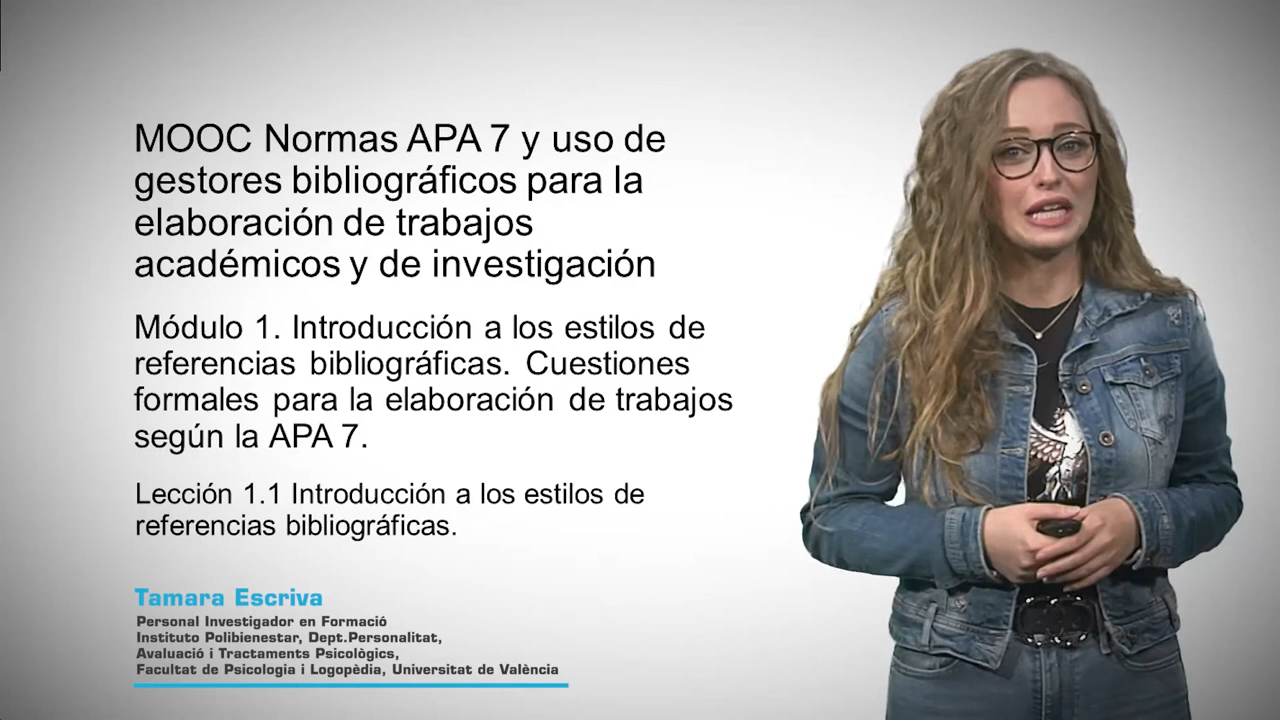 MOOC Normas APA 7 y uso de
gestores bibliográficos para la
elaboración de trabajos
académicos y de investigación
Módulo 1. Introducción a los estilos de
referencias bibliográficas. Cuestiones
formales para la elaboración de trabajos
según la APA 7.
Lección 1.1 Introducción a los estilos de
referencias bibliográficas.
Tamara Escriva
Personal Investigador en Formació
Instituto Polibienestar, Dept.Personalitat,
Avaluació i Tractaments Psicològics,
Facultat de Psicologia i Logopèdia, Universitat de València